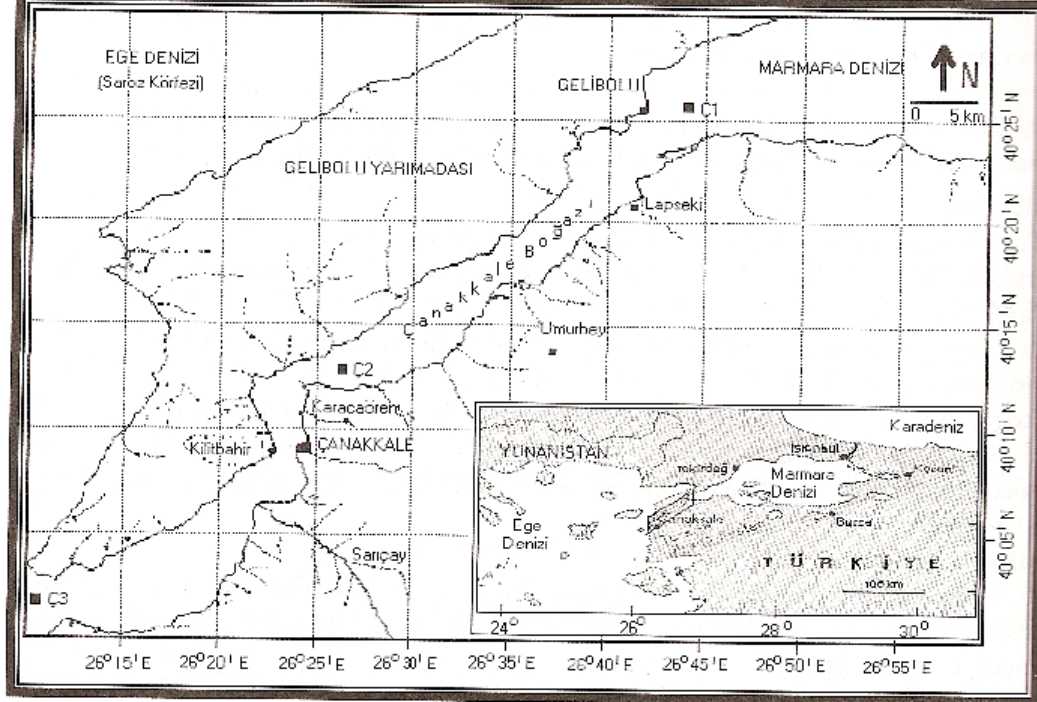 EGE DENİZİ
(Saroz Körfezi)
GELİBOLU
MARMARA DENİZİ
N
0 5 km
Ç1
GELİBOLU YARIMADASI
Lapseki
Çanakkale Boğazı
Umurbey
Ç2
Karacaören
Kilitbahir
ÇANAKKALE
Sarıçay
Ç3
40° 25' N
40° 20' N
40° 15' N
40° 10' N
40° 05' N
26° 15' E 26° 20' E 26° 25' E 26° 30' E 26° 35' E 26° 40' E 26° 45' E 26° 50' E 26° 55' E
Karadeniz
YUNANİSTAN
İstanbul
Tekirdağ
Marmara
Denizi
Çanakkale
Bursa
Ege
Denizi
TÜRKİYE
100 km
24° 26° 28° 30°